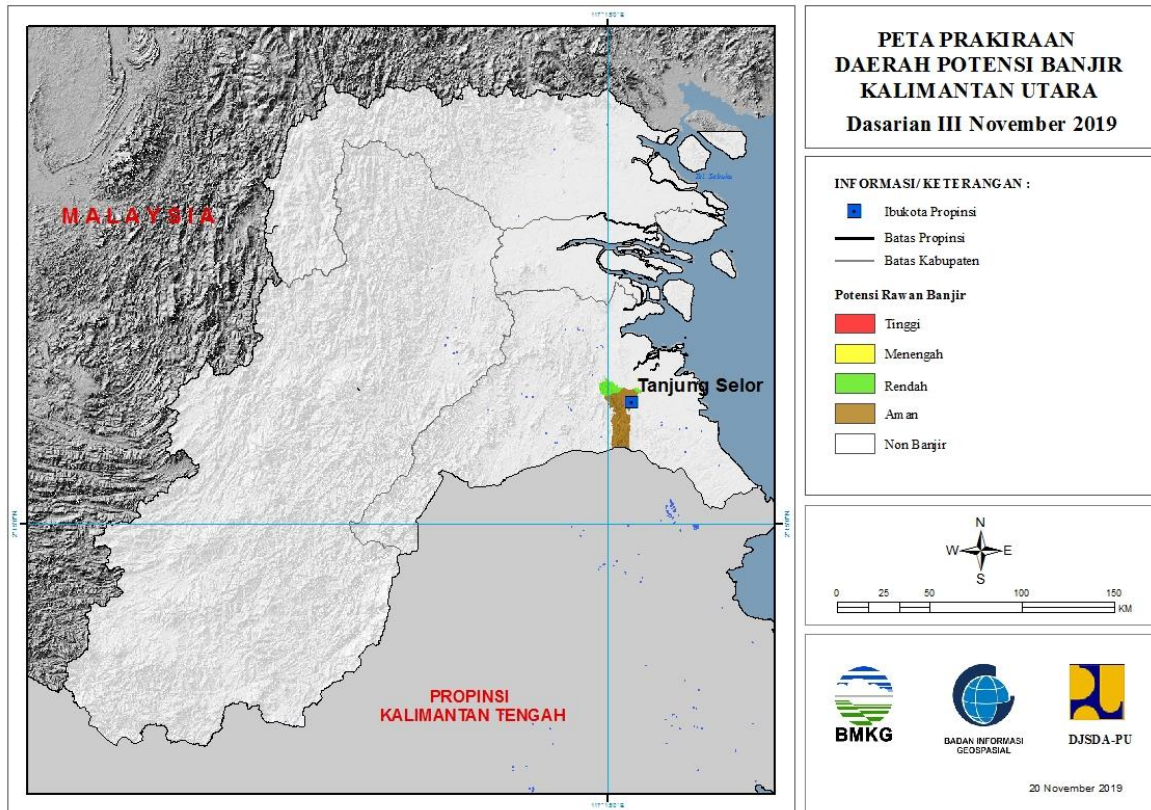 PETA PRAKIRAAN
DAERAH POTENSI BANJIR
KALIMANTAN UTARA
Dasarian III November 2019
INFORMASI/KETERANGAN :
Ibukota Propinsi
Batas Propinsi
Batas Kabupaten
Potensi Rawan Banjir
Tinggi
Menengah
Rendah
Aman
Non Banjir
N
W E
S
0 25 50 100 150
KM
BMKG
BADAN INFORMASI
GEOSPASIAL
DJSDA-PU
20 November 2019
MALAYSIA
Tanjung Selor
PROPINSI
KALIMANTAN TENGAH